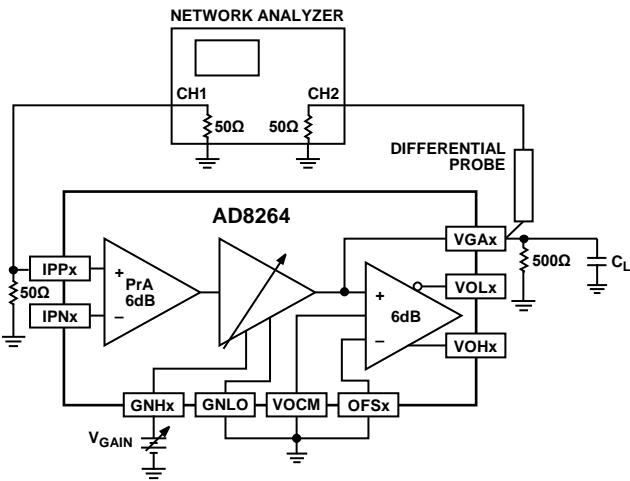 NETWORK ANALYZER
CH1
CH2
50Ω
50Ω
DIFFERENTIAL
PROBE
AD8264
VGAx
IPPx
PrA
6dB
+
–
50Ω
IPNx
+
6dB
–
VOLx
VOHx
500Ω
CL
GNHx
GNLO
VOCM
OFSx
VGAIN